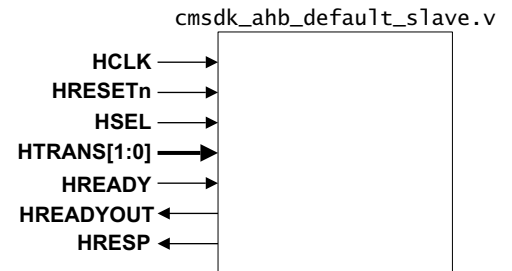 cmsdk_ahb_default_slave.v
HCLK
HRESETn
HSEL
HTRANS[1:0]
HREADY
HREADYOUT
HRESP